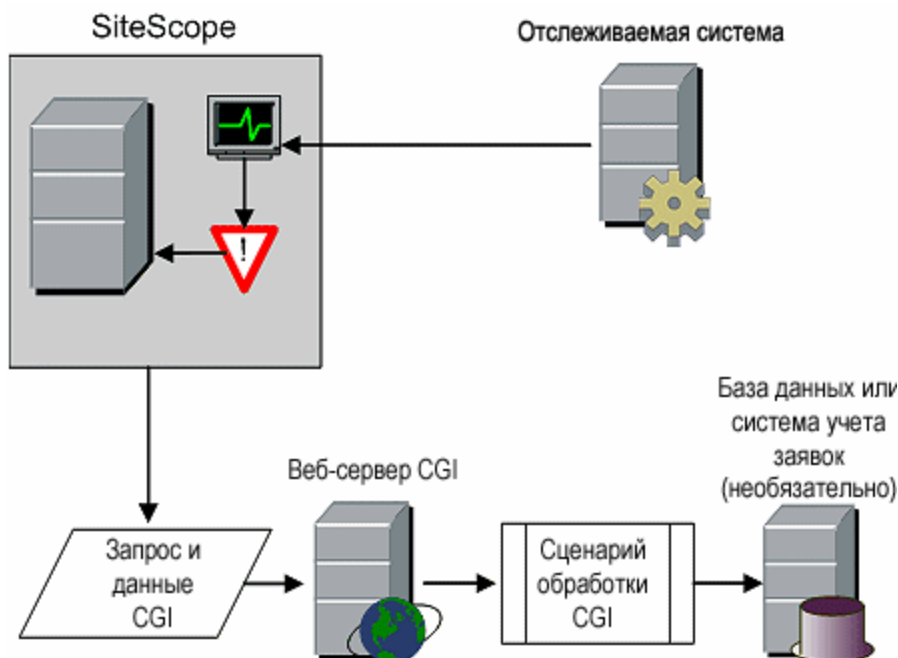 SiteScope
Отслеживаемая система
!
База данных или
система учета
заявок
(необязательно)
Веб-сервер CGI
Запрос и
данные
CGI
Сценарий
обработки
CGI